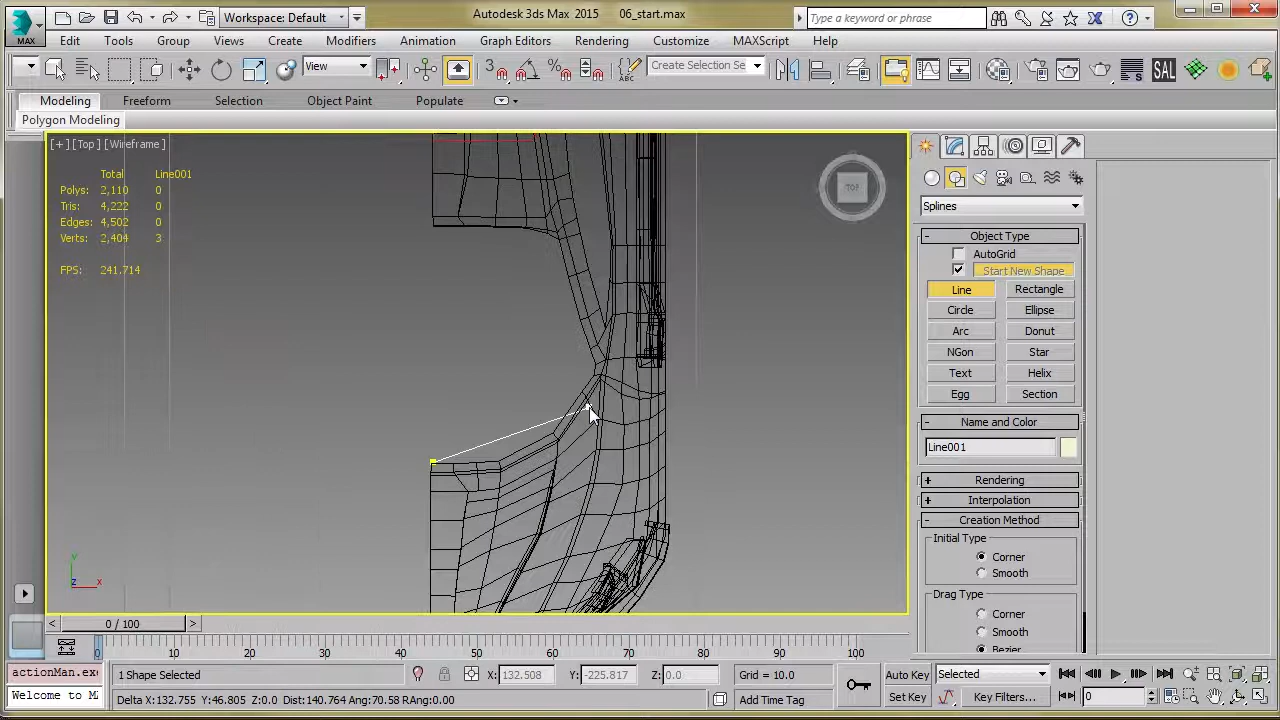 Workspace: Default
Autodesk 3ds Max 2015 06_start.max
Type a keyword or phrase
MAX
Edit Tools Group Views Create Modifiers Animation Graph Editors Rendering Customize MAXScript Help
View
3
ABC
Create Selection Se
SAL
Modeling Freeform Selection Object Paint Populate
Polygon Modeling
[+] [Top] [Wireframe]
Total Line001
Polys: 2,110 0
Tris: 4,222 0
Edges: 4,502 0
Verts: 2,404 3
FPS: 241.714
TOP
y
z x
Splines
- Object Type
AutoGrid
Start New Shape
Line Rectangle
Circle Ellipse
Arc Donut
NGon Star
Text Helix
Egg Section
- Name and Color
Line001
+ Rendering
+ Interpolation
- Creation Method
Initial Type
Corner
Smooth
Drag Type
Corner
Smooth
Bezier
< 0 / 100 >
0 10 20 30 40 50 60 70 80 90 100
actionMan.exe
1 Shape Selected
X: 132.508 Y: -225.817 Z: 0.0
Grid = 10.0
Auto Key Selected
Welcome to MA
Delta X:132.755 Y:46.805 Z:0.0 Dist:140.764 Ang:70.58 RAng:0.00
Add Time Tag
Set Key Key Filters...
0